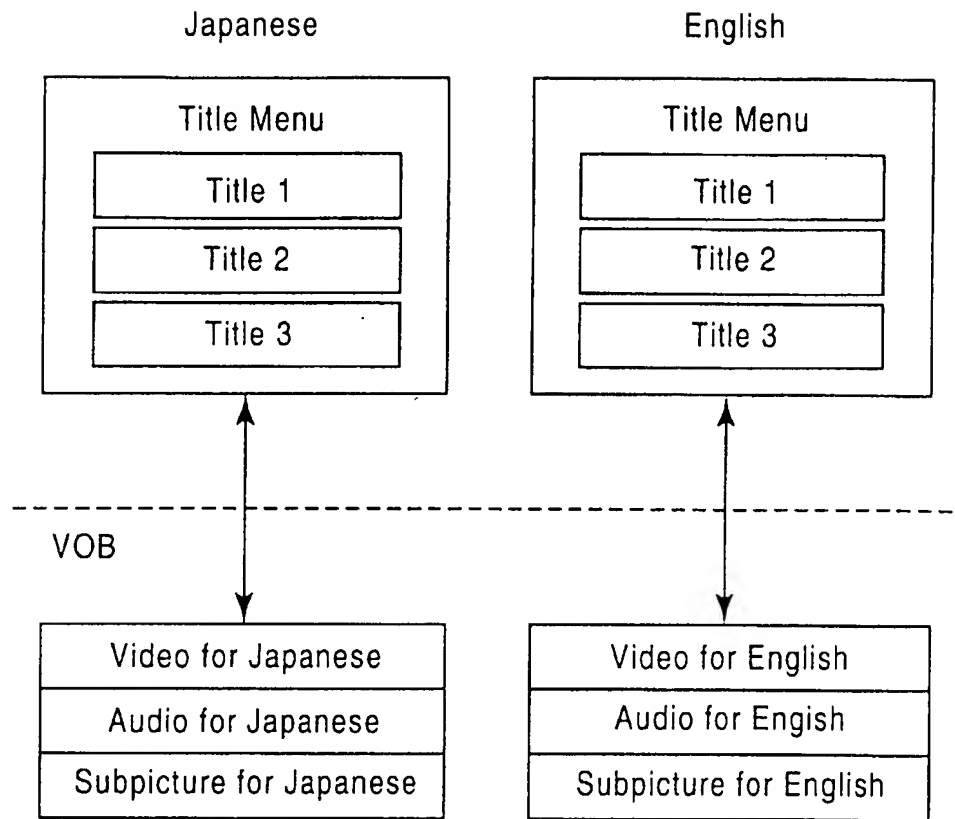 Japanese
English
Title Menu
Title 1
Title 2
Title 3
Title Menu
Title 1
Title 2
Title 3
VOB
Video for Japanese
Audio for Japanese
Subpicture for Japanese
Video for English
Audio for Engish
Subpicture for English